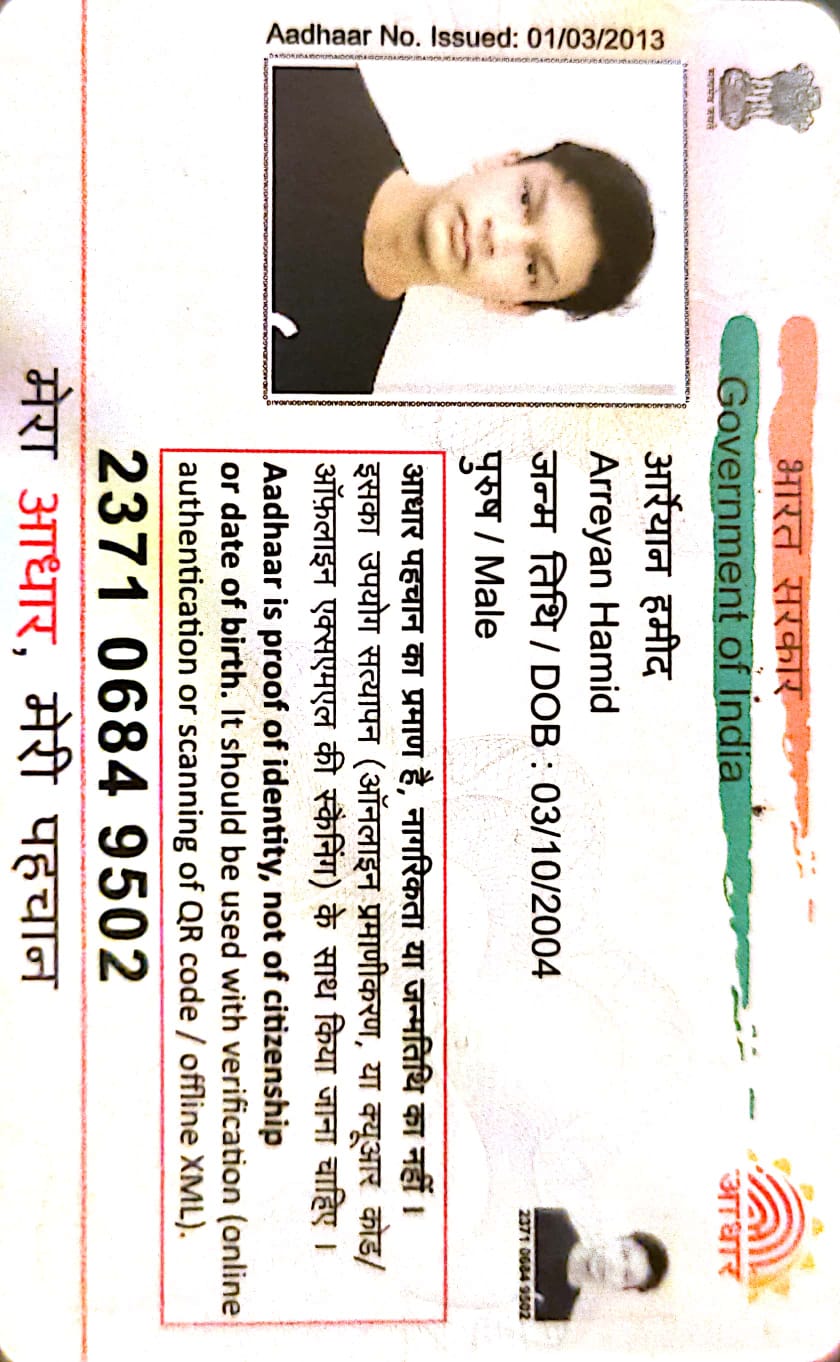 भारत सरकार
Government of India
Aadhaar No. Issued: 01/03/2013
आर्रेयान हमीद
Arreyan Hamid
जन्म तिथि / DOB : 03/10/2004
पुरुष / Male
2371 0684 9502
आधार
आधार पहचान का प्रमाण है, नागरिकता या जन्मतिथि का नहीं ।
इसका उपयोग सत्यापन (ऑनलाइन प्रमाणीकरण, या क्यूआर कोड/
ऑफलाइन एक्सएमएल की स्कैनिंग) के साथ किया जाना चाहिए ।
Aadhaar is proof of identity, not of citizenship
or date of birth. It should be used with verification (online
authentication or scanning of QR code / offline XML).
2371 0684 9502
मेरा आधार, मेरी पहचान